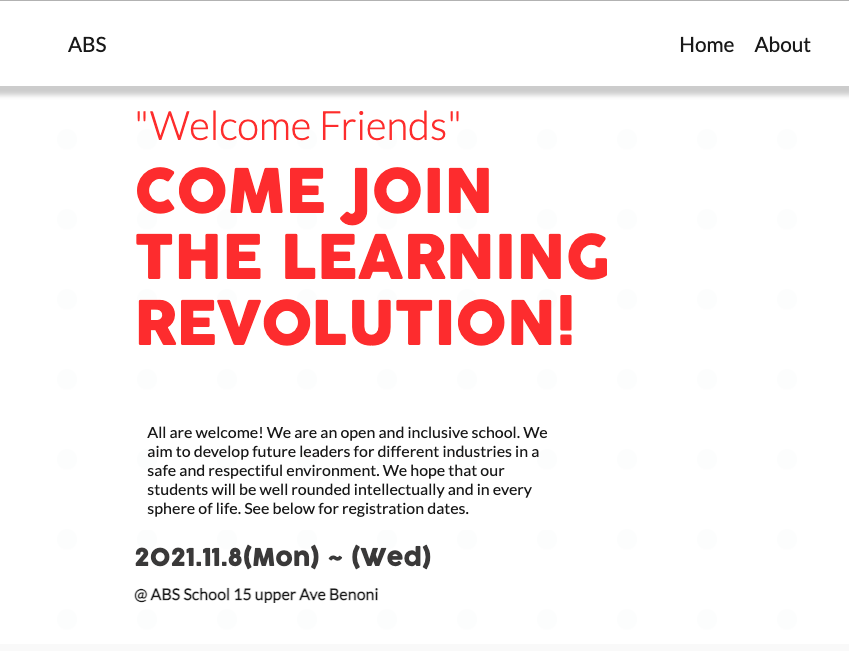 ABS
Home About
"Welcome Friends"
COME JOIN
THE LEARNING
REVOLUTION!
All are welcome! We are an open and inclusive school. We
aim to develop future leaders for different industries in a
safe and respectiful environment. We hope that our
students will be well rounded intellectually and in every
sphere of life. See below for registration dates.
2021.11.8(Mon) ~ (Wed)
@ ABS School 15 upper Ave Benoni